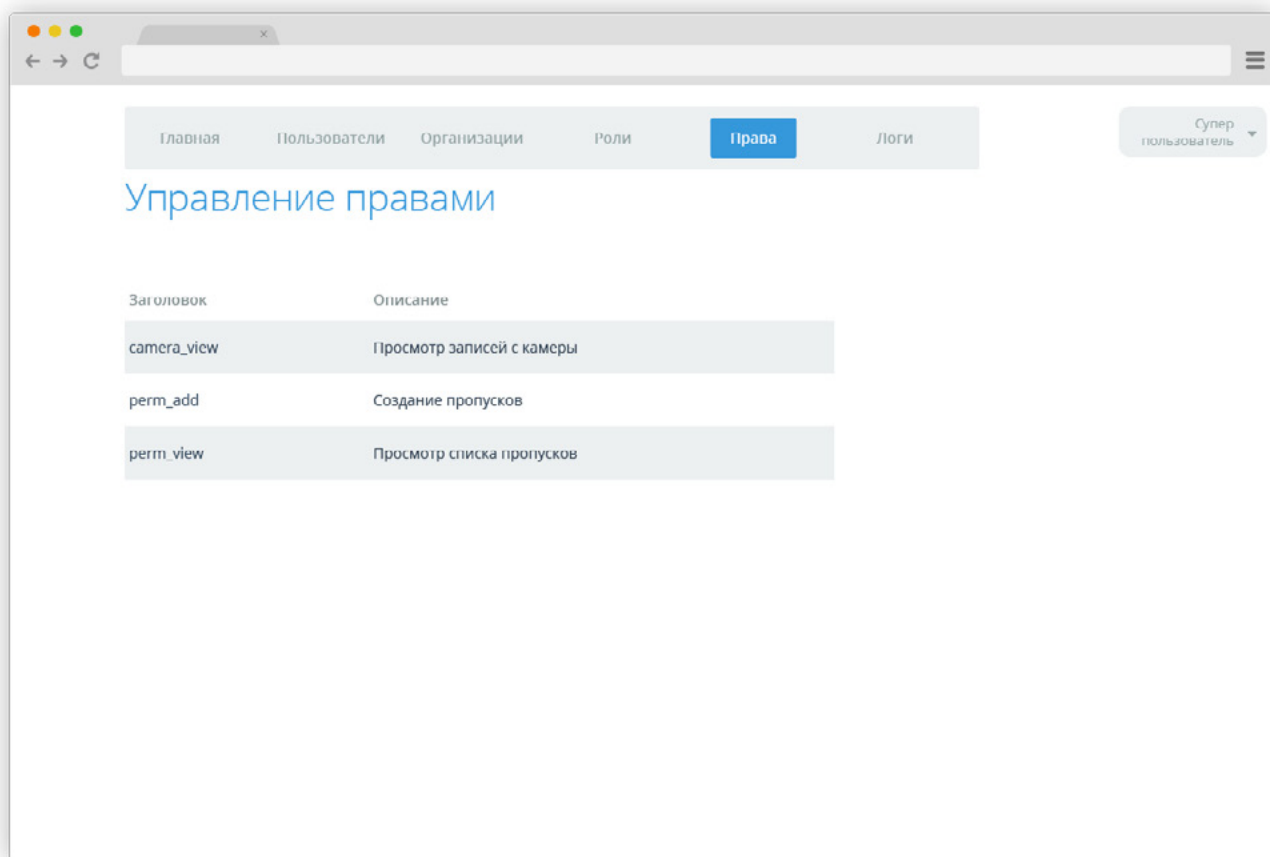 Главная Пользователи Организации Роли Права Логи
Супер
пользователь
Управление правами
Заголовок Описание
camera_view Просмотр записей с камеры
perm_add Создание пропусков
perm_view Просмотр списка пропусков